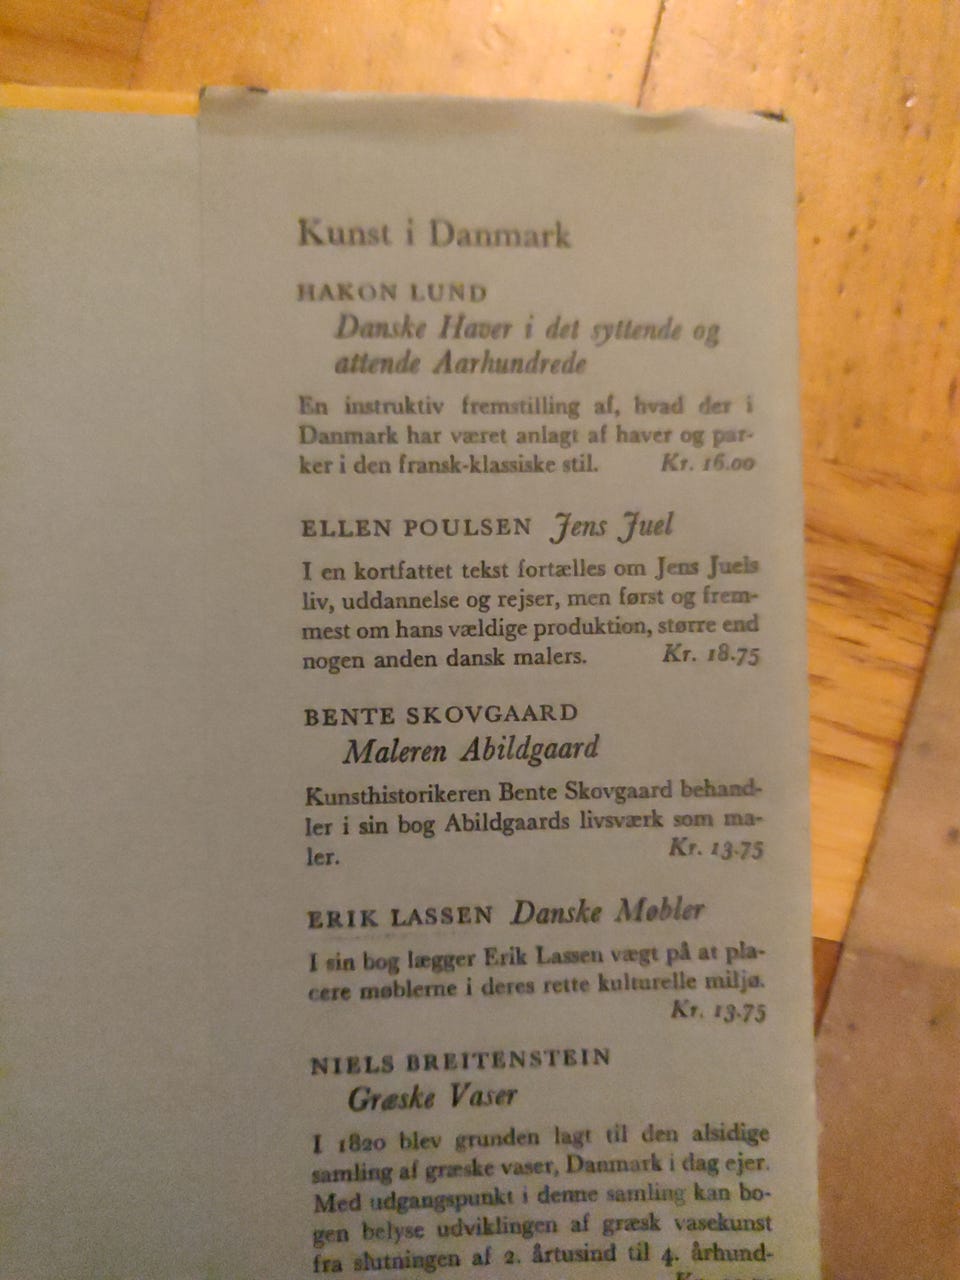 Kunst i Danmark
HAKON LUND
Danske Haver i det syttende og
attende Aarhundrede
En instruktiv fremstilling af, hvad der i
Danmark har været anlagt af haver og par-
ker i den fransk-klassiske stil. Kr. 16.00
ELLEN POULSEN Jens Juel
I en kortfattet tekst fortælles om Jens Juels
liv, uddannelse og rejser, men først og frem-
mest om hans vældige produktion, større end
nogen anden dansk malers. Kr. 18.75
BENTE SKOVGAARD
Maleren Abildgaard
Kunsthistorikeren Bente Skovgaard behand-
ler i sin bog Abildgaards livsværk som ma-
ler. Kr. 13.75
ERIK LASSEN Danske Møbler
I sin bog lægger Erik Lassen vægt på at pla-
cere møblerne i deres rette kulturelle miljø.
Kr. 13.75
NIELS BREITENSTEIN
Græske Vaser
I 1820 blev grunden lagt til den alsidige
samling af græske vaser, Danmark i dag ejer.
Med udgangspunkt i denne samling kan bo-
gen belyse udviklingen af græsk vasekunst
fra slutningen af 2. årtusind til 4. århund-
Kr.